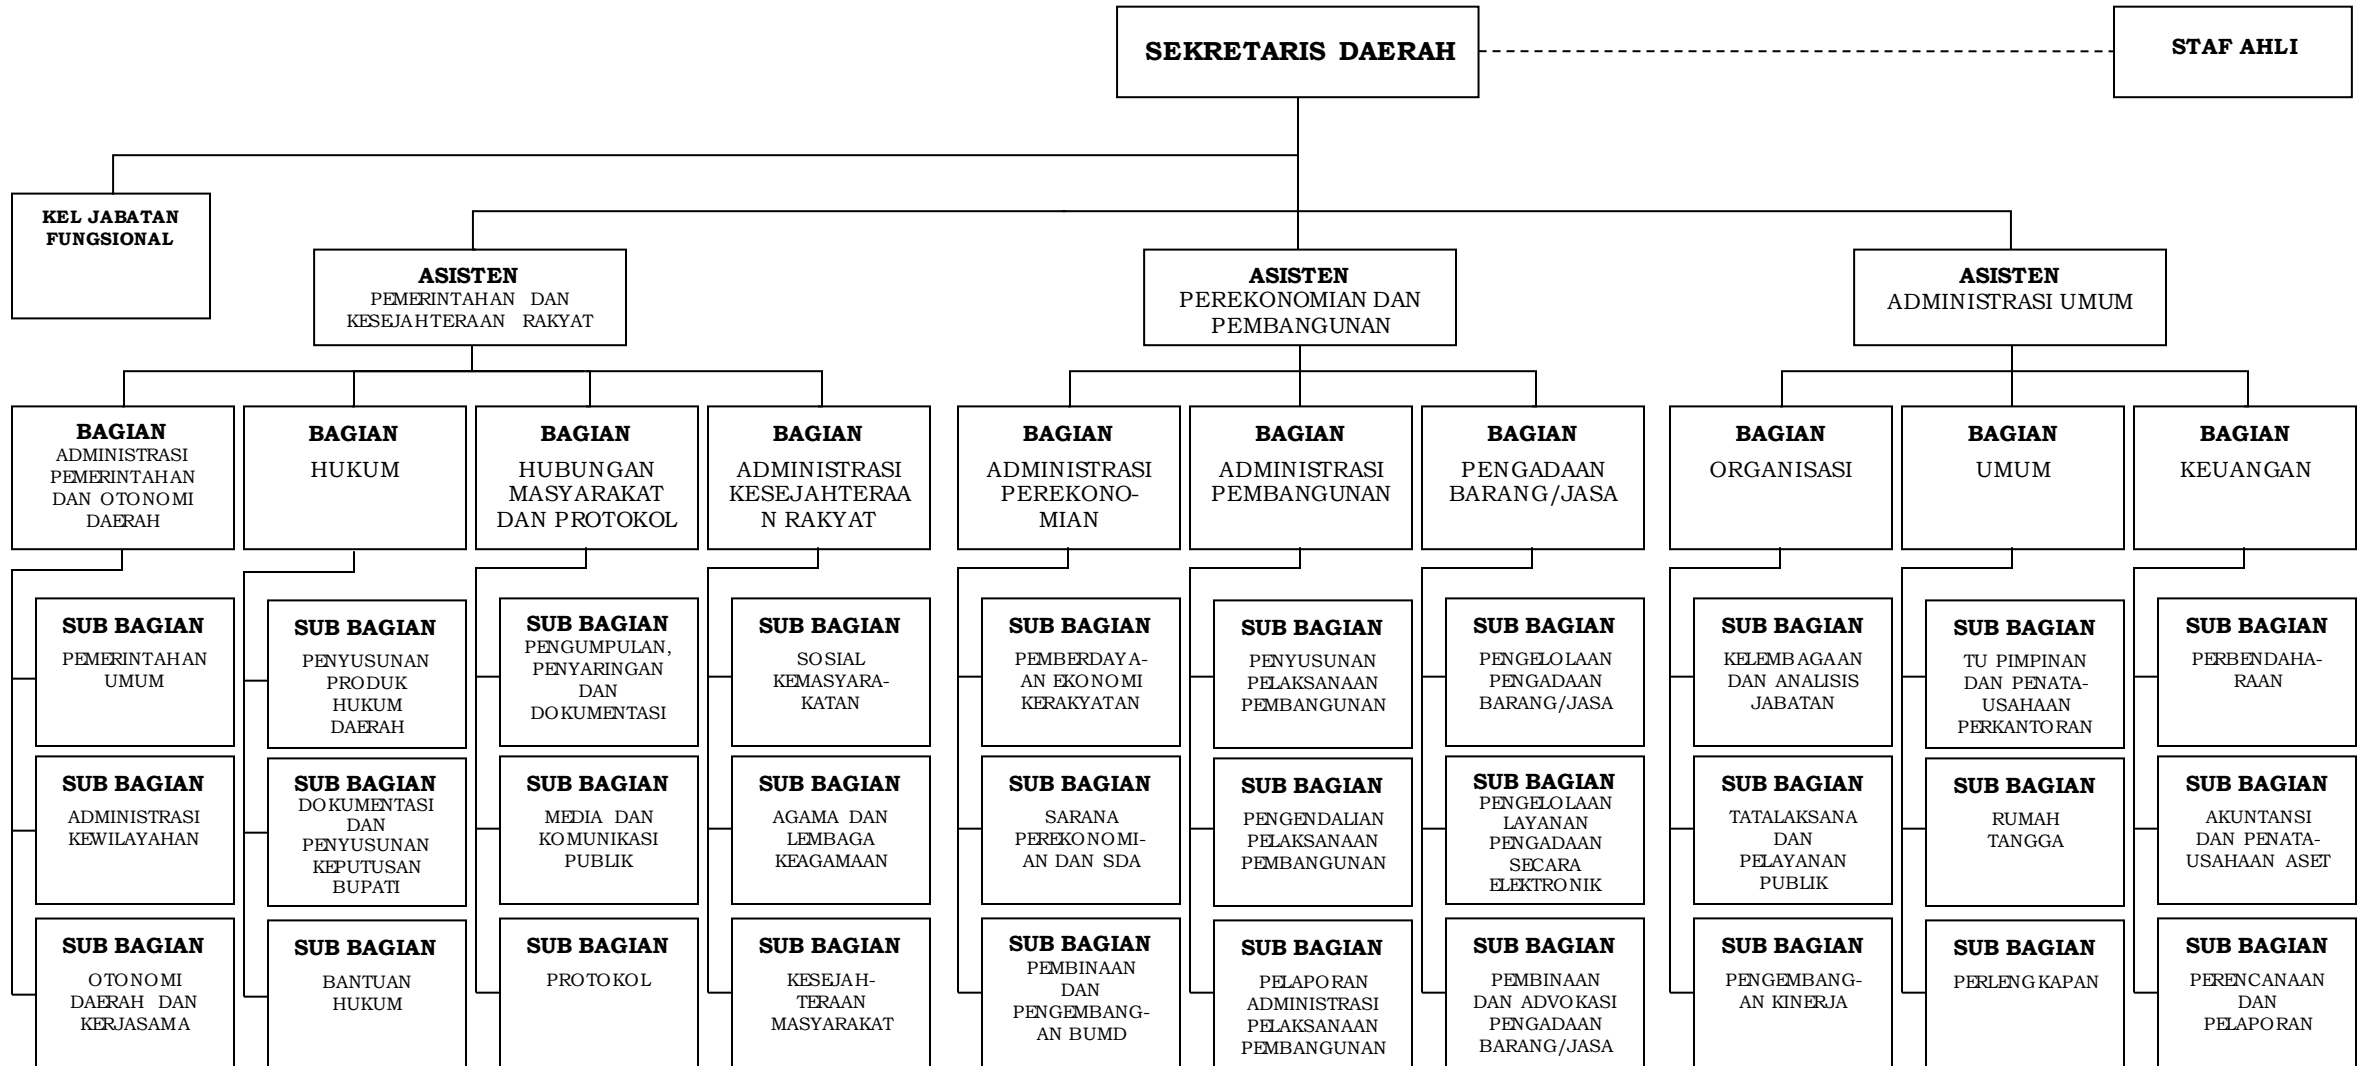 SEKRETARIS DAERAH
STAF AHLI
KEL JABATAN
FUNGSIONAL
ASISTEN
PEMERINTAHAN DAN
KESEJAHTERAAN RAKYAT
ASISTEN
PEREKONOMIAN DAN
PEMBANGUNAN
ASISTEN
ADMINISTRASI UMUM
BAGIAN
ADMINISTRASI
PEMERINTAHAN
DAN OTONOMI
DAERAH
BAGIAN
HUKUM
BAGIAN
HUBUNGAN
MASYARAKAT
DAN PROTOKOL
BAGIAN
ADMINISTRASI
KESEJAHTERAA
N RAKYAT
BAGIAN
ADMINISTRASI
PEREKONO-
MIAN
BAGIAN
ADMINISTRASI
PEMBANGUNAN
BAGIAN
PENGADAAN
BARANG/JASA
BAGIAN
ORGANISASI
BAGIAN
UMUM
BAGIAN
KEUANGAN
SUB BAGIAN
PEMERINTAHAN
UMUM
SUB BAGIAN
PENYUSUNAN
PRODUK
HUKUM
DAERAH
SUB BAGIAN
PENGUMPULAN,
PENYARINGAN
DAN
DOKUMENTASI
SUB BAGIAN
SOSIAL
KEMASYARA-
KATAN
SUB BAGIAN
PEMBERDAYA-
AN EKONOMI
KERAKYATAN
SUB BAGIAN
PENYUSUNAN
PELAKSANAAN
PEMBANGUNAN
SUB BAGIAN
PENGELOLAAN
PENGADAAN
BARANG/JASA
SUB BAGIAN
KELEMBAGAAN
DAN ANALISIS
JABATAN
SUB BAGIAN
TU PIMPINAN
DAN PENATA-
USAHAAN
PERKANTORAN
SUB BAGIAN
PERBENDAHA-
RAAN
SUB BAGIAN
ADMINISTRASI
KEWILAYAHAN
SUB BAGIAN
DOKUMENTASI
DAN
PENYUSUNAN
KEPUTUSAN
BUPATI
SUB BAGIAN
MEDIA DAN
KOMUNIKASI
PUBLIK
SUB BAGIAN
AGAMA DAN
LEMBAGA
KEAGAMAAN
SUB BAGIAN
SARANA
PEREKONOMI-
AN DAN SDA
SUB BAGIAN
PENGENDALIAN
PELAKSANAAN
PEMBANGUNAN
SUB BAGIAN
PENGELOLAAN
LAYANAN
PENGADAAN
SECARA
ELEKTRONIK
SUB BAGIAN
TATALAKSANA
DAN
PELAYANAN
PUBLIK
SUB BAGIAN
RUMAH
TANGGA
SUB BAGIAN
AKUNTANSI
DAN PENATA-
USAHAAN ASET
SUB BAGIAN
OTONOMI
DAERAH DAN
KERJASAMA
SUB BAGIAN
BANTUAN
HUKUM
SUB BAGIAN
PROTOKOL
SUB BAGIAN
KESEJAH-
TERAAN
MASYARAKAT
SUB BAGIAN
PEMBINAAN
DAN
PENGEMBANG-
AN BUMD
SUB BAGIAN
PELAPORAN
ADMINISTRASI
PELAKSANAAN
PEMBANGUNAN
SUB BAGIAN
PEMBINAAN
DAN ADVOKASI
PENGADAAN
BARANG/JASA
SUB BAGIAN
PENGEMBANG-
AN KINERJA
SUB BAGIAN
PERLENGKAPAN
SUB BAGIAN
PERENCANAAN
DAN
PELAPORAN